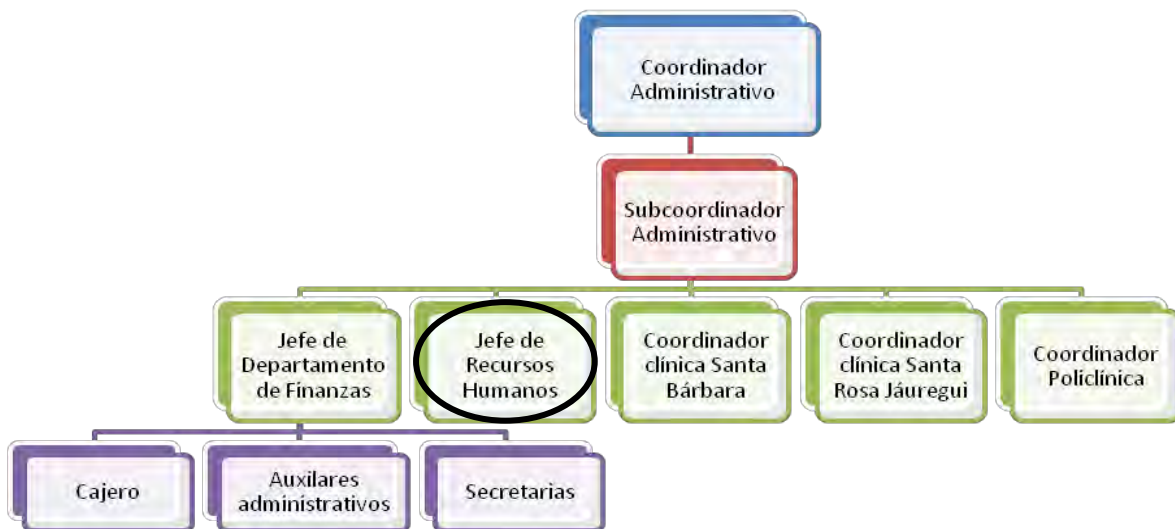 Coordinador
Administrativo
Subcoordinador
Administrativo
Jefe de
Departamento
de Finanzas
Jefe de
Recursos
Humanos
Coordinador
clínica Santa
Bárbara
Coordinador
clínica Santa
Rosa Jáuregui
Coordinador
Policlínica
Cajero
Auxilares
administrativos
Secretarias